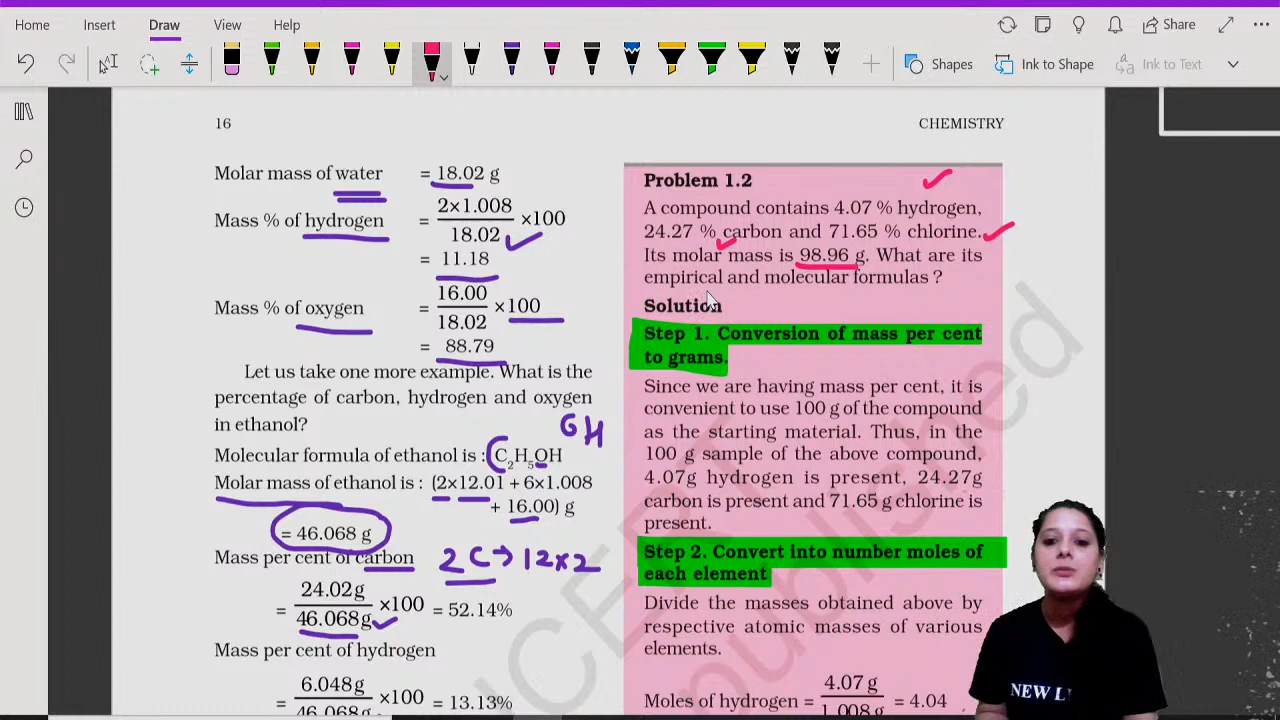 Home Insert Draw View Help Share
Shapes Ink to Shape Ink to Text
16 CHEMISTRY
Molar mass of water = 18.02 g
Mass % of hydrogen = 2×1.008 / 18.02 ×100
= 11.18
Mass % of oxygen = 16.00 / 18.02 ×100
= 88.79
Let us take one more example. What is the
percentage of carbon, hydrogen and oxygen
in ethanol?
6H
Molecular formula of ethanol is : C₂H₅OH
Molar mass of ethanol is : (2×12.01 + 6×1.008
+ 16.00) g
= 46.068 g
Mass per cent of carbon 2C→12×2
= 24.02g / 46.068g ×100 = 52.14%
Mass per cent of hydrogen
= 6.048g / 46.068g ×100 = 13.13%
Problem 1.2
A compound contains 4.07 % hydrogen,
24.27 % carbon and 71.65 % chlorine.
Its molar mass is 98.96 g. What are its
empirical and molecular formulas ?
Solution
Step 1. Conversion of mass per cent
to grams.
Since we are having mass per cent, it is
convenient to use 100 g of the compound
as the starting material. Thus, in the
100 g sample of the above compound,
4.07g hydrogen is present, 24.27g
carbon is present and 71.65 g chlorine is
present.
Step 2. Convert into number moles of
each element
Divide the masses obtained above by
respective atomic masses of various
elements.
Moles of hydrogen = 4.07 g / 1.008 g = 4.04
NCERT
published
NEW L